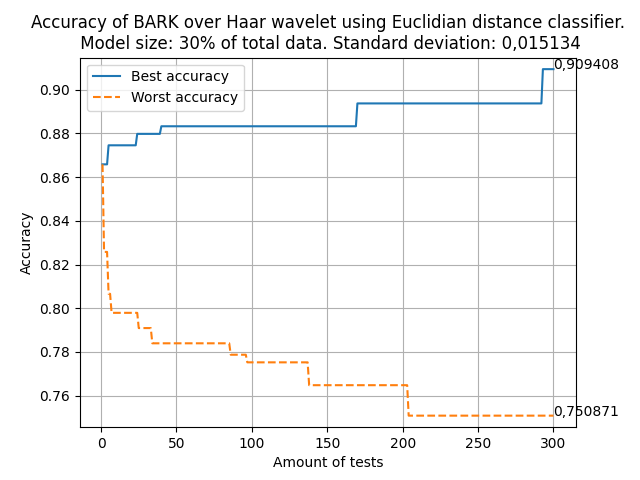 Accuracy of BARK over Haar wavelet using Euclidian distance classifier.
Model size: 30% of total data. Standard deviation: 0,015134
0,909408
Best accuracy
Worst accuracy
0.90
0.88
0.86
0.84
0.82
0.80
0.78
0.76
Accuracy
0,750871
0
50
100
150
200
250
300
Amount of tests